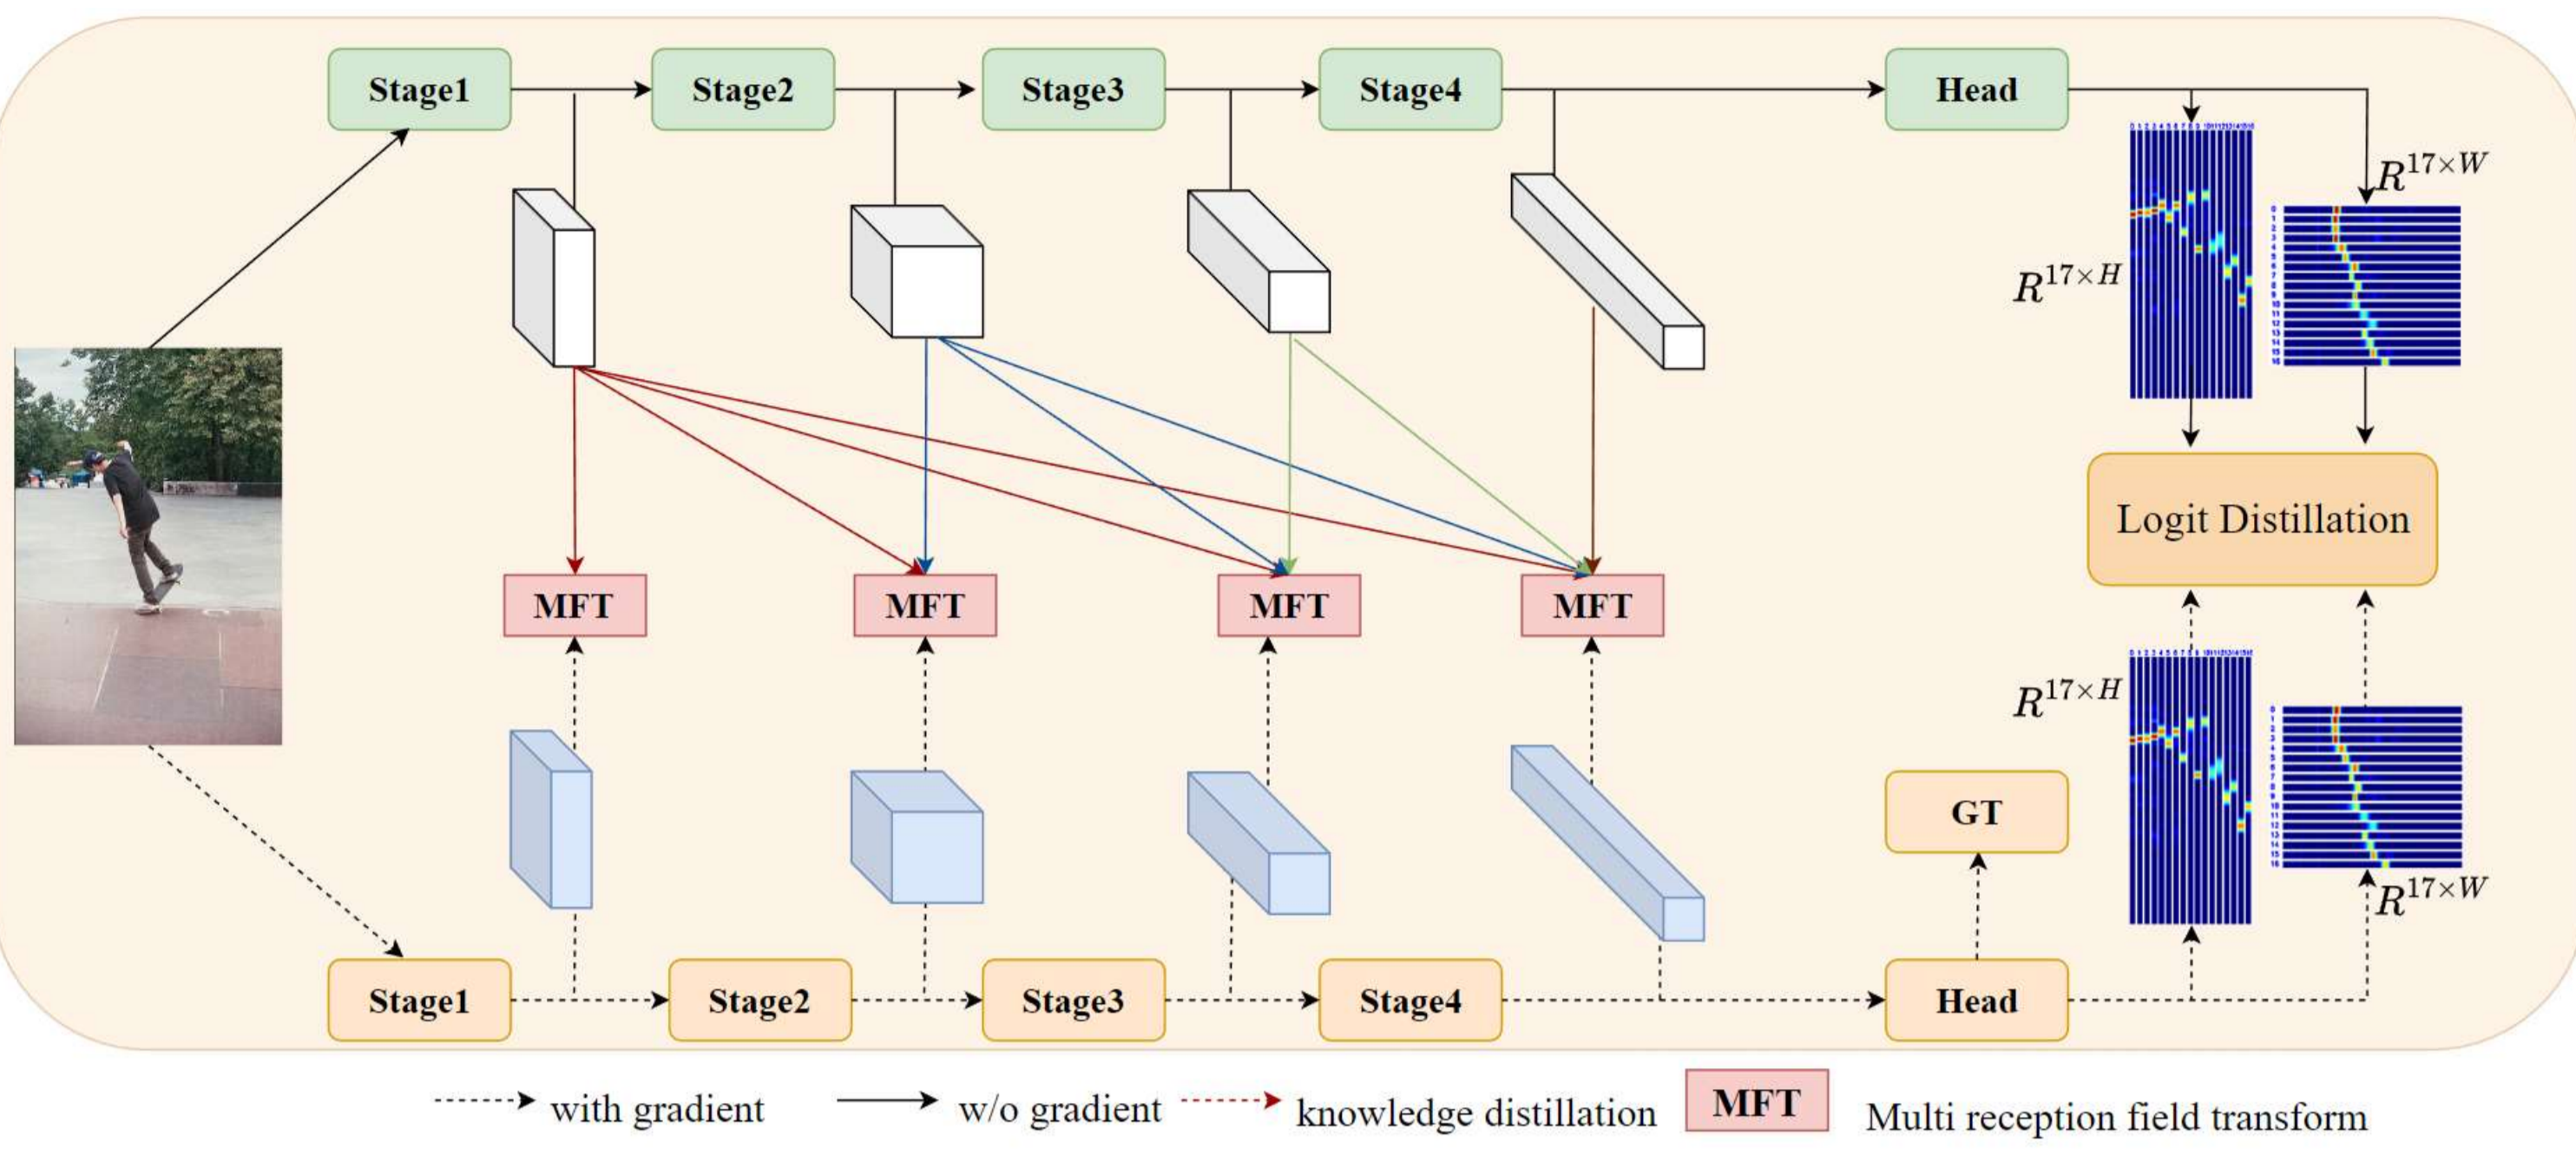 Stage1
Stage2
Stage3
Stage4
Head
R^{17×W}
R^{17×H}
Logit Distillation
MFT
MFT
MFT
MFT
R^{17×H}
GT
R^{17×W}
Stage1
Stage2
Stage3
Stage4
Head
with gradient
w/o gradient
knowledge distillation
MFT
Multi reception field transform